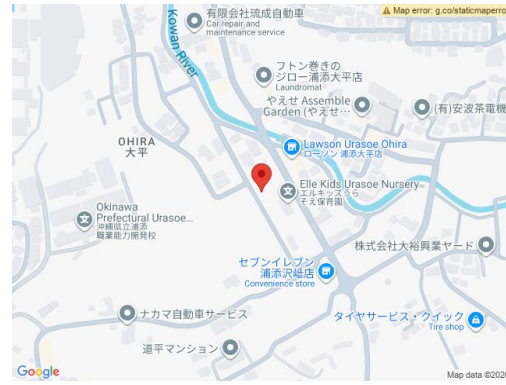 有限会社琉成自動車
Car repair and
maintenance service
Map error: g.co/staticmaperro
Kowan River
フトン巻きの
ジロー浦添大平店
Laundromat
やえせ Assemble
Garden (やえせ…
(有)安波茶電機
OHIRA
大平
Lawson Urasoe Ohira
ローソン 浦添大平店
Elle Kids Urasoe Nursery...
エルキッズうら
そえ保育園
Okinawa
Prefectural Urasoe...
沖縄県立浦添
職業能力開発校
株式会社大裕興業ヤード
セブンイレブン
浦添沢岻店
Convenience store
ナカマ自動車サービス
タイヤサービス・クイック
Tire shop
道平マンション
Google
Map data ©202